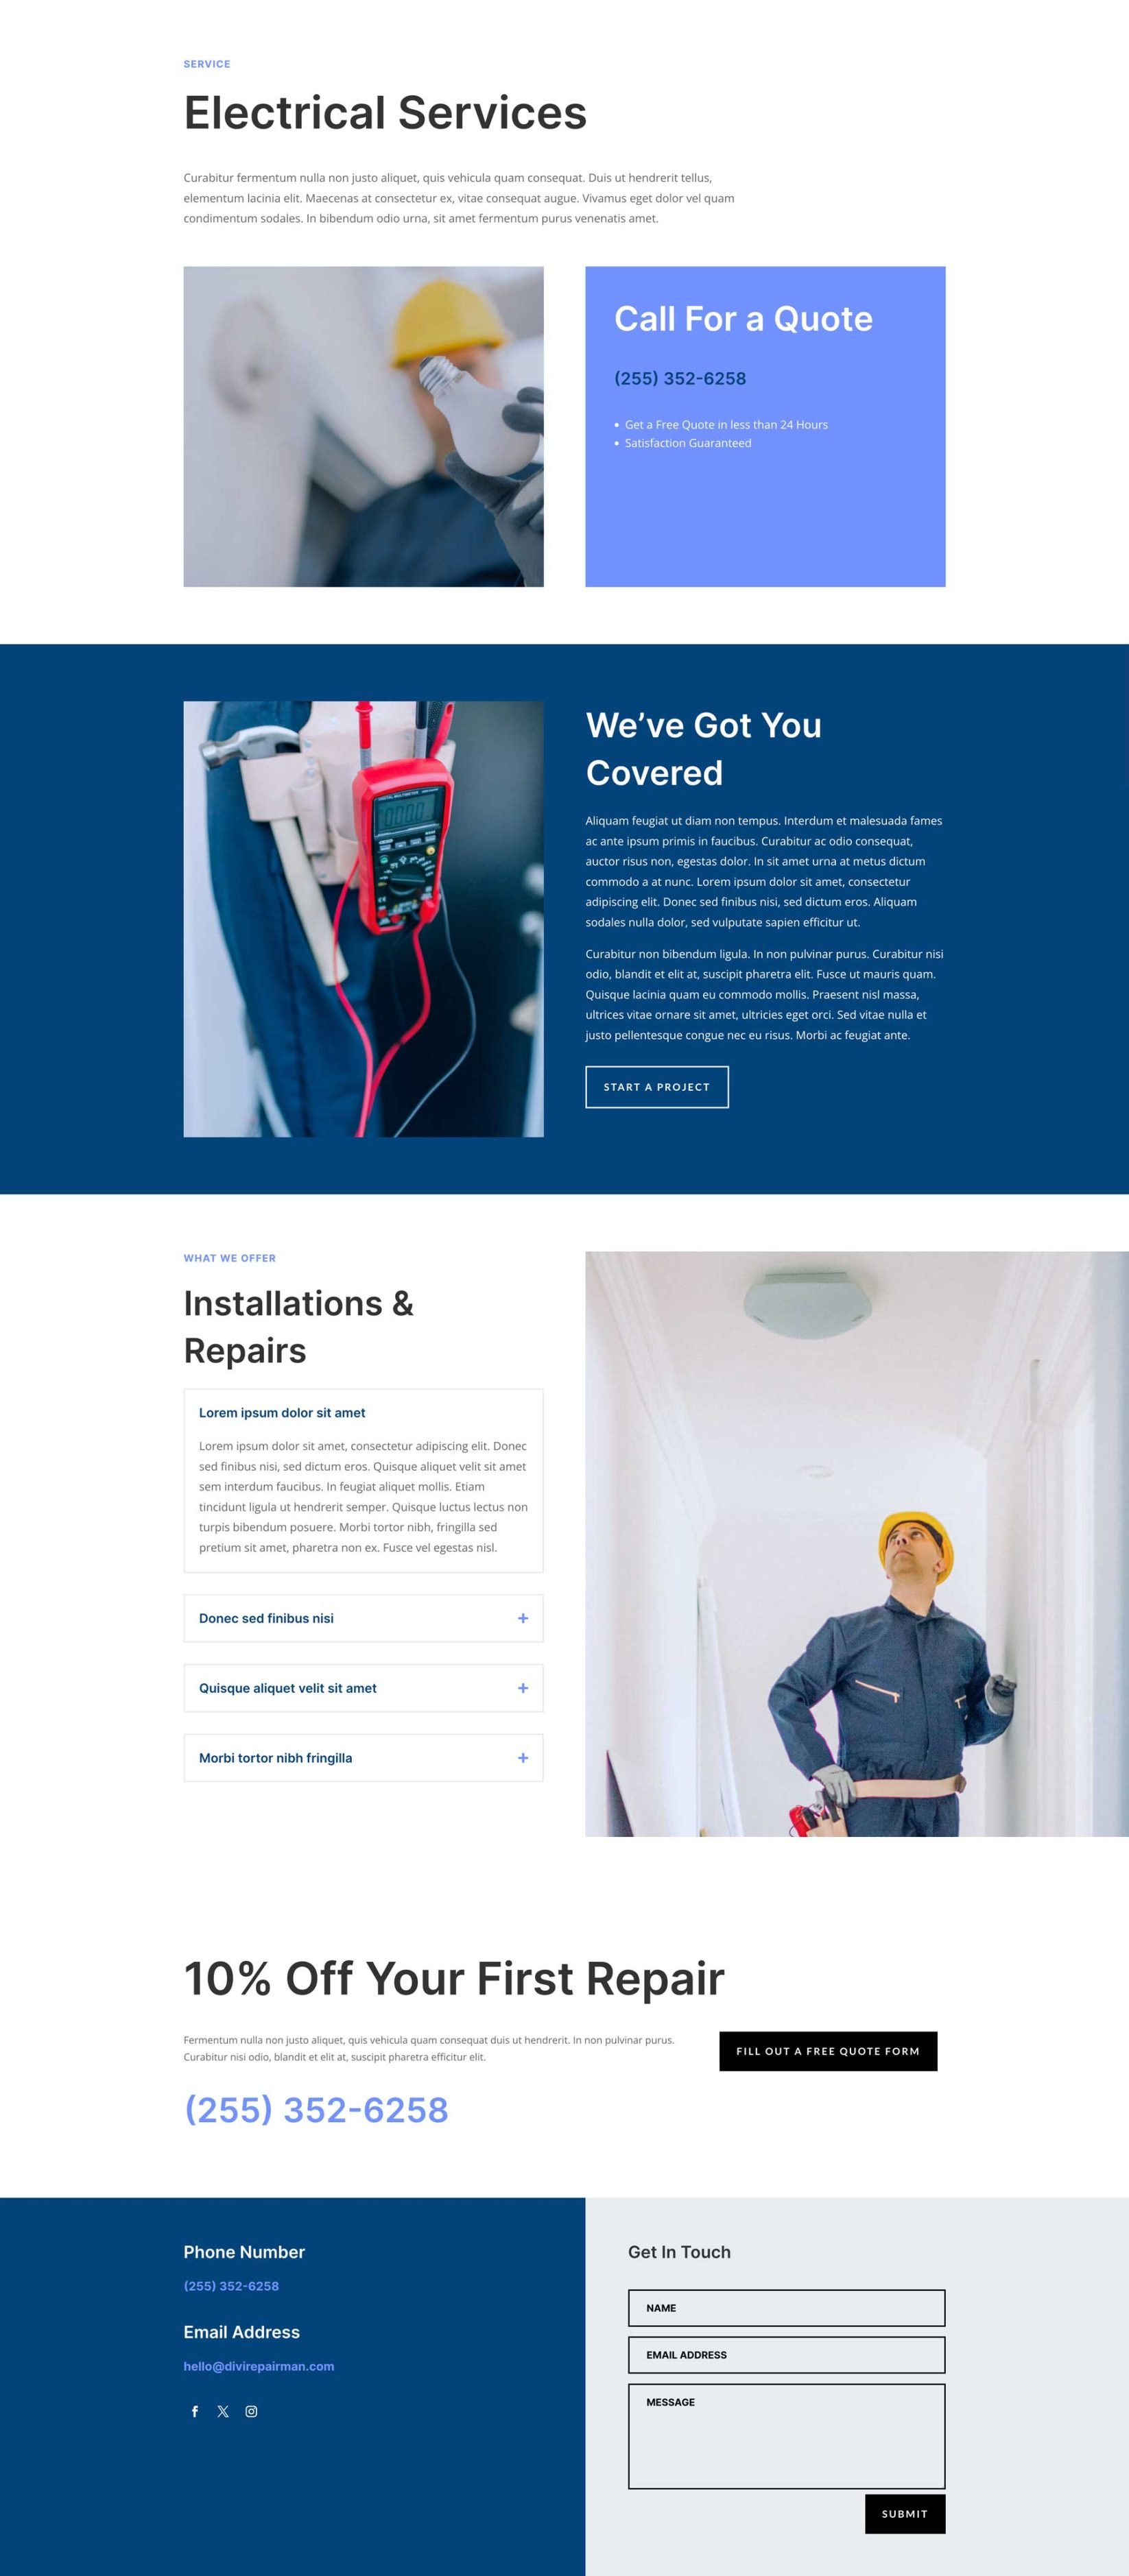 SERVICE
Electrical Services
Curabitur fermentum nulla non justo aliquet, quis vehicula quam consequat. Duis ut hendrerit tellus,
elementum lacinia elit. Maecenas at consectetur ex, vitae consequat augue. Vivamus eget dolor vel quam
condimentum sodales. In bibendum odio urna, sit amet fermentum purus venenatis amet.
Call For a Quote
(255) 352-6258
• Get a Free Quote in less than 24 Hours
• Satisfaction Guaranteed
We’ve Got You
Covered
Aliquam feugiat ut diam non tempus. Interdum et malesuada fames
ac ante ipsum primis in faucibus. Curabitur ac odio consequat,
auctor risus non, egestas dolor. In sit amet urna at metus dictum
commodo a at nunc. Lorem ipsum dolor sit amet, consectetur
adipiscing elit. Donec sed finibus nisi, sed dictum eros. Aliquam
sodales nulla dolor, sed vulputate sapien efficitur ut.
Curabitur non bibendum ligula. In non pulvinar purus. Curabitur nisi
odio, blandit et elit at, suscipit pharetra elit. Fusce ut mauris quam.
Quisque lacinia quam eu commodo mollis. Praesent nisl massa,
ultrices vitae ornare sit amet, ultricies eget orci. Sed vitae nulla et
justo pellentesque congue nec eu risus. Morbi ac feugiat ante.
START A PROJECT
WHAT WE OFFER
Installations &
Repairs
Lorem ipsum dolor sit amet
Lorem ipsum dolor sit amet, consectetur adipiscing elit. Donec
sed finibus nisi, sed dictum eros. Quisque aliquet velit sit amet
sem interdum faucibus. In feugiat aliquet mollis. Etiam
tincidunt ligula ut hendrerit semper. Quisque luctus lectus non
turpis bibendum posuere. Morbi tortor nibh, fringilla sed
pretium sit amet, pharetra non ex. Fusce vel egestas nisl.
Donec sed finibus nisi
Quisque aliquet velit sit amet
Morbi tortor nibh fringilla
10% Off Your First Repair
Fermentum nulla non justo aliquet, quis vehicula quam consequat duis ut hendrerit. In non pulvinar purus.
Curabitur nisi odio, blandit et elit at, suscipit pharetra efficitur elit.
FILL OUT A FREE QUOTE FORM
(255) 352-6258
Phone Number
(255) 352-6258
Email Address
hello@divirepairman.com
Get In Touch
NAME
EMAIL ADDRESS
MESSAGE
SUBMIT